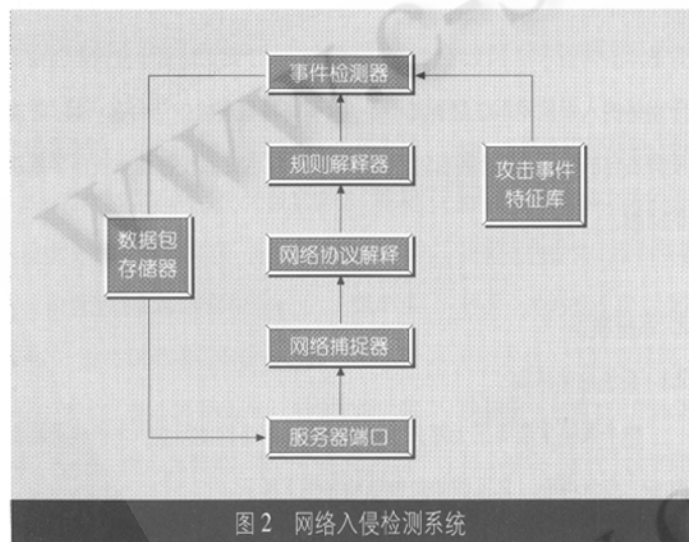 事件检测器
规则解释器
攻击事件
特征库
数据包
存储器
网络协议解释
网络捕捉器
服务器端口
图 2 网络入侵检测系统